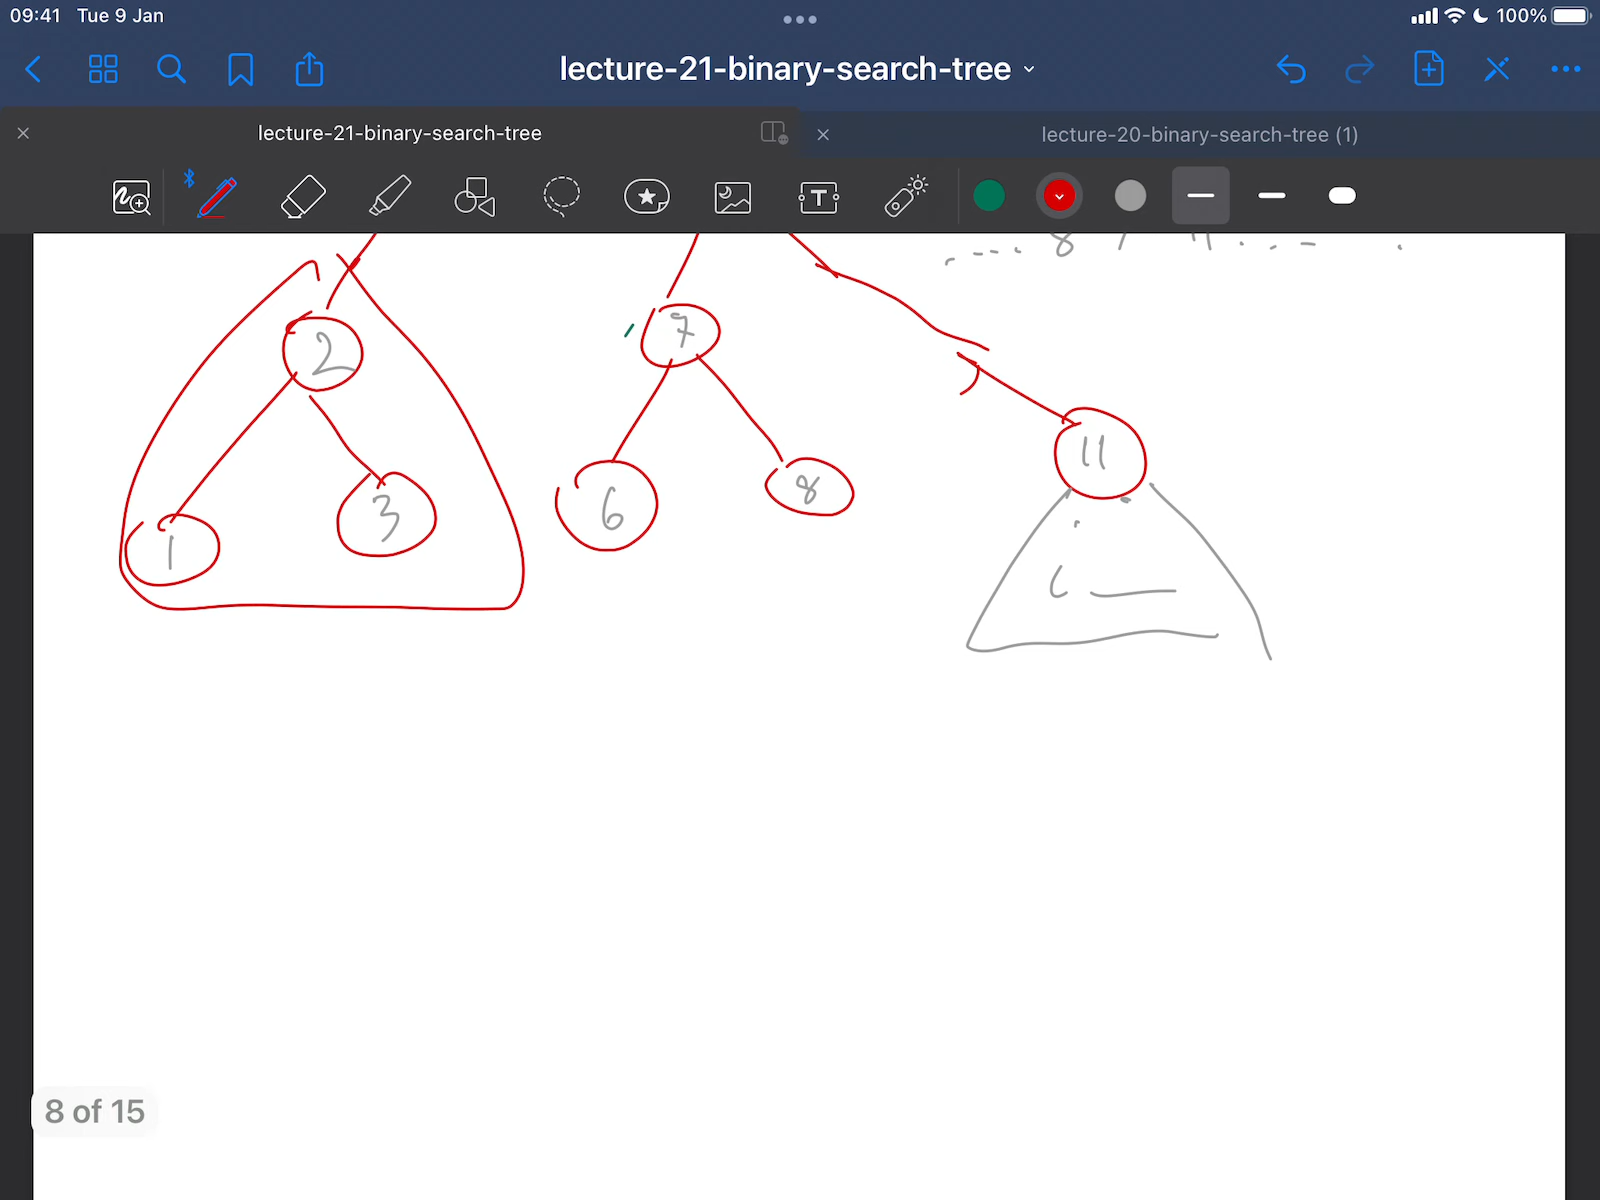 09:41 Tue 9 Jan
100%
lecture-21-binary-search-tree
lecture-21-binary-search-tree
lecture-20-binary-search-tree (1)
T
8
2
7
11
1
3
6
8
8 of 15